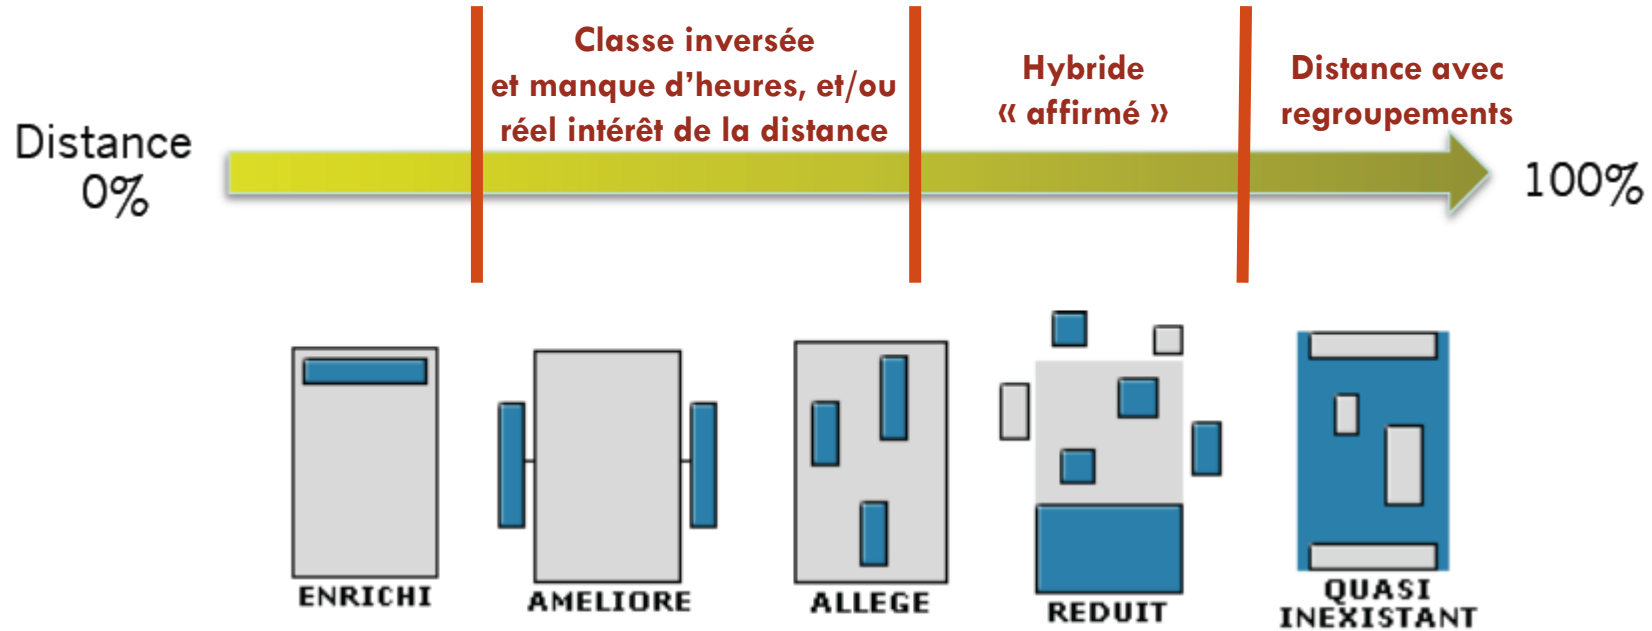 Classe inversée
et manque d'heures, et/ou
réel intérêt de la distance
Hybride
« affirmé »
Distance avec
regroupements
Distance
0%
100%
ENRICHI
AMELIORE
ALLEGE
REDUIT
QUASI
INEXISTANT